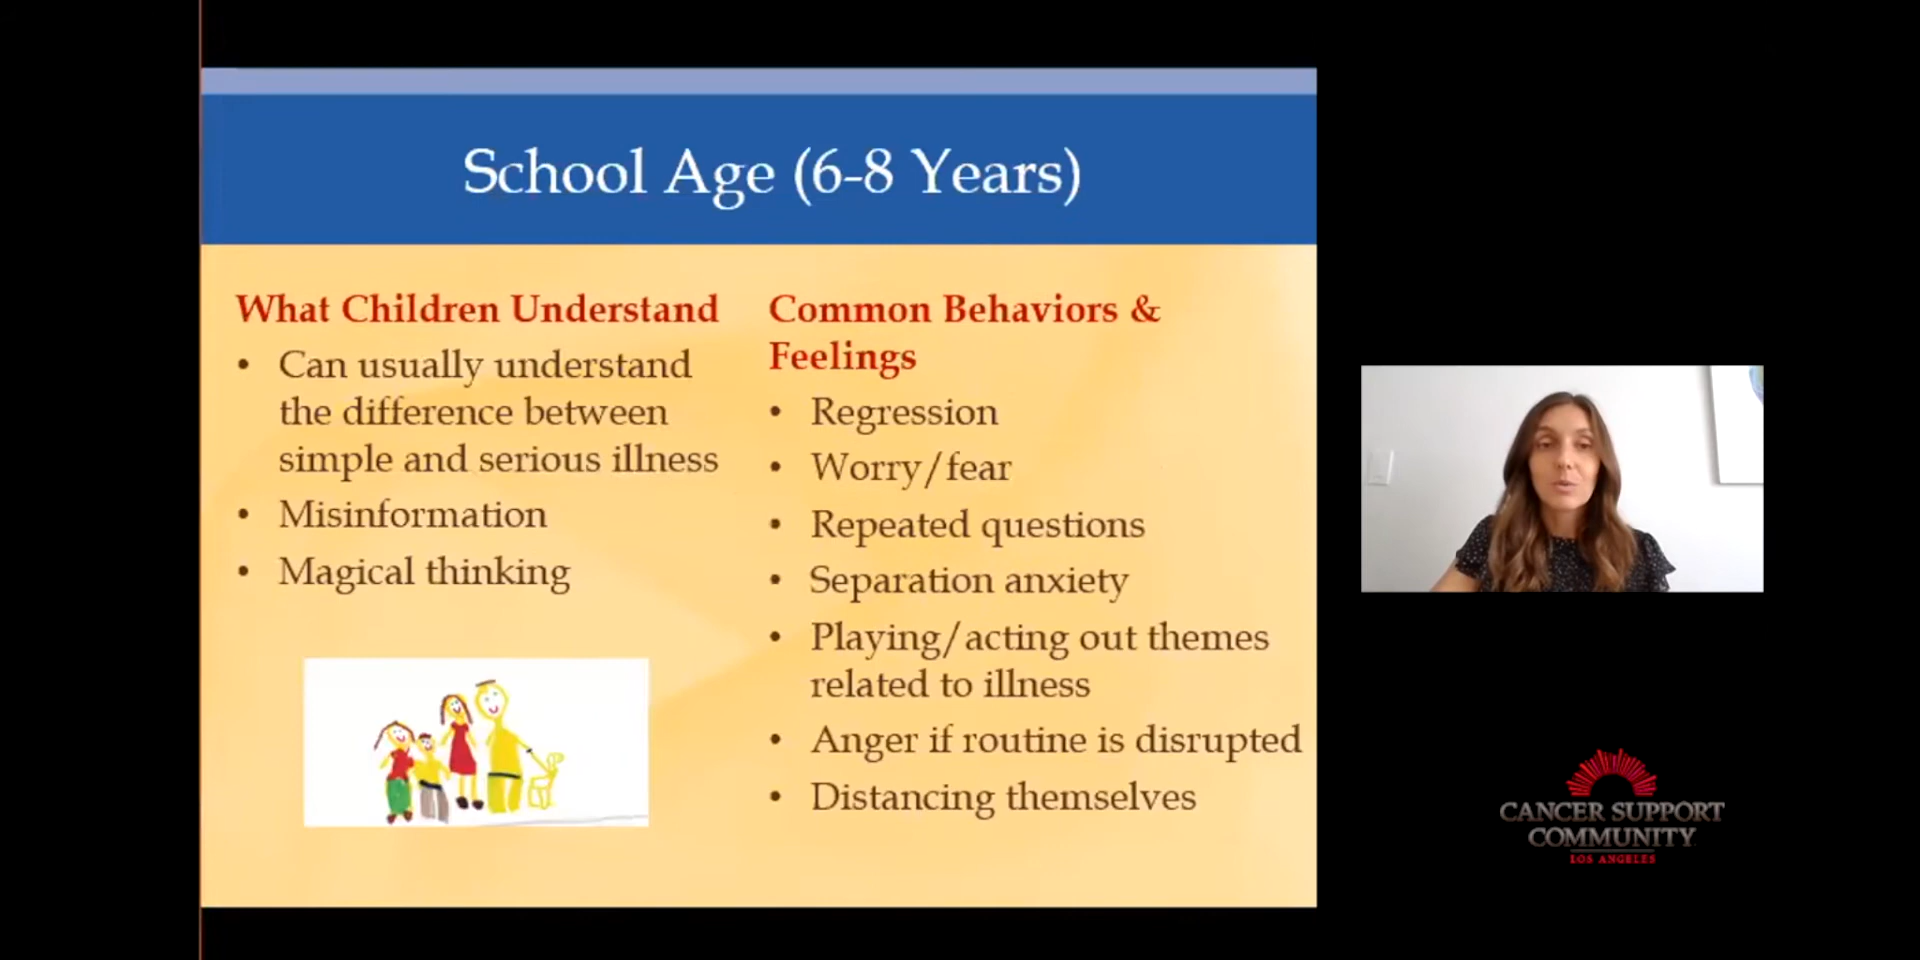 School Age (6-8 Years)
What Children Understand
• Can usually understand
the difference between
simple and serious illness
• Misinformation
• Magical thinking
Common Behaviors &
Feelings
• Regression
• Worry/fear
• Repeated questions
• Separation anxiety
• Playing/acting out themes
related to illness
• Anger if routine is disrupted
• Distancing themselves
CANCER SUPPORT
COMMUNITY
LOS ANGELES